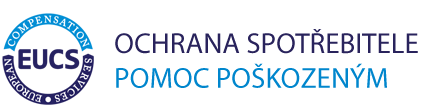 COMPENSATION
EUCS
EUROPEAN SERVICES
OCHRANA SPOTŘEBITELE
POMOC POŠKOZENÝM